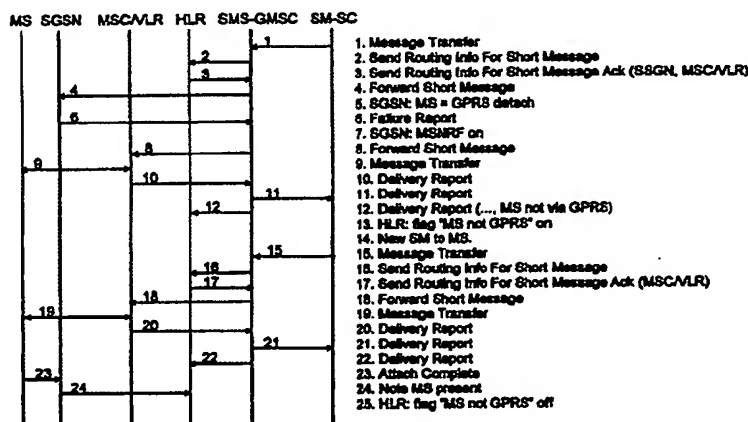 MS SGSN MSC/VLR HLR SMS-GMSC SM-SC
1
2
3
4
6
8
9
10
11
12
15
16
17
18
19
20
21
22
23
24
1. Message Transfer
2. Send Routing Info For Short Message
3. Send Routing Info For Short Message Ack (SSGN, MSC/VLR)
4. Forward Short Message
5. SGSN: MS = GPRS detach
6. Failure Report
7. SGSN: MSNRF on
8. Forward Short Message
9. Message Transfer
10. Delivery Report
11. Delivery Report
12. Delivery Report (..., MS not via GPRS)
13. HLR: flag "MS not GPRS" on
14. New SM to MS.
15. Message Transfer
16. Send Routing Info For Short Message
17. Send Routing Info For Short Message Ack (MSC/VLR)
18. Forward Short Message
19. Message Transfer
20. Delivery Report
21. Delivery Report
22. Delivery Report
23. Attach Complete
24. Note MS present
25. HLR: flag "MS not GPRS" off